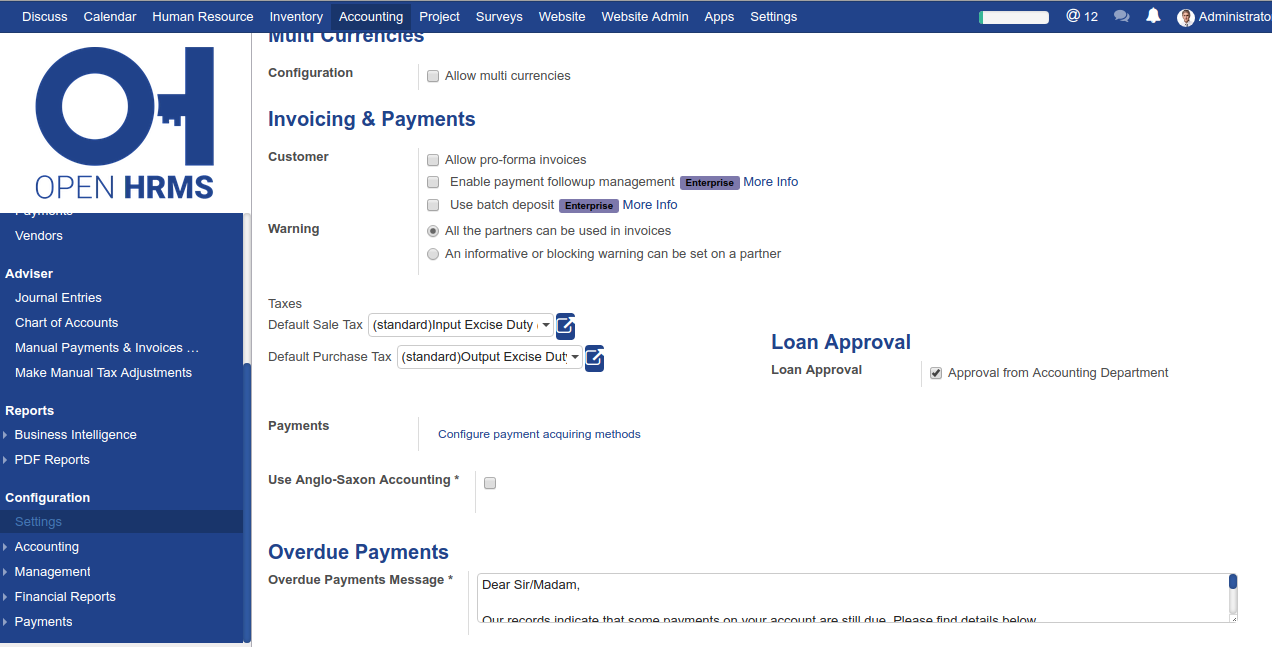 Discuss Calendar Human Resource Inventory Accounting Project Surveys Website Website Admin Apps Settings @ 12 Administrato
OPEN HRMS
Payments
Vendors
Adviser
Journal Entries
Chart of Accounts
Manual Payments & Invoices …
Make Manual Tax Adjustments
Reports
Business Intelligence
PDF Reports
Configuration
Settings
Accounting
Management
Financial Reports
Payments
Multi Currencies
Configuration
Allow multi currencies
Invoicing & Payments
Customer
Allow pro-forma invoices
Enable payment followup management Enterprise More Info
Use batch deposit Enterprise More Info
Warning
All the partners can be used in invoices
An informative or blocking warning can be set on a partner
Taxes
Default Sale Tax (standard)Input Excise Duty
Default Purchase Tax (standard)Output Excise Dut
Loan Approval
Loan Approval
Approval from Accounting Department
Payments
Configure payment acquiring methods
Use Anglo-Saxon Accounting *
Overdue Payments
Overdue Payments Message *
Dear Sir/Madam,
Our records indicate that some payments on your account are still due. Please find details below.